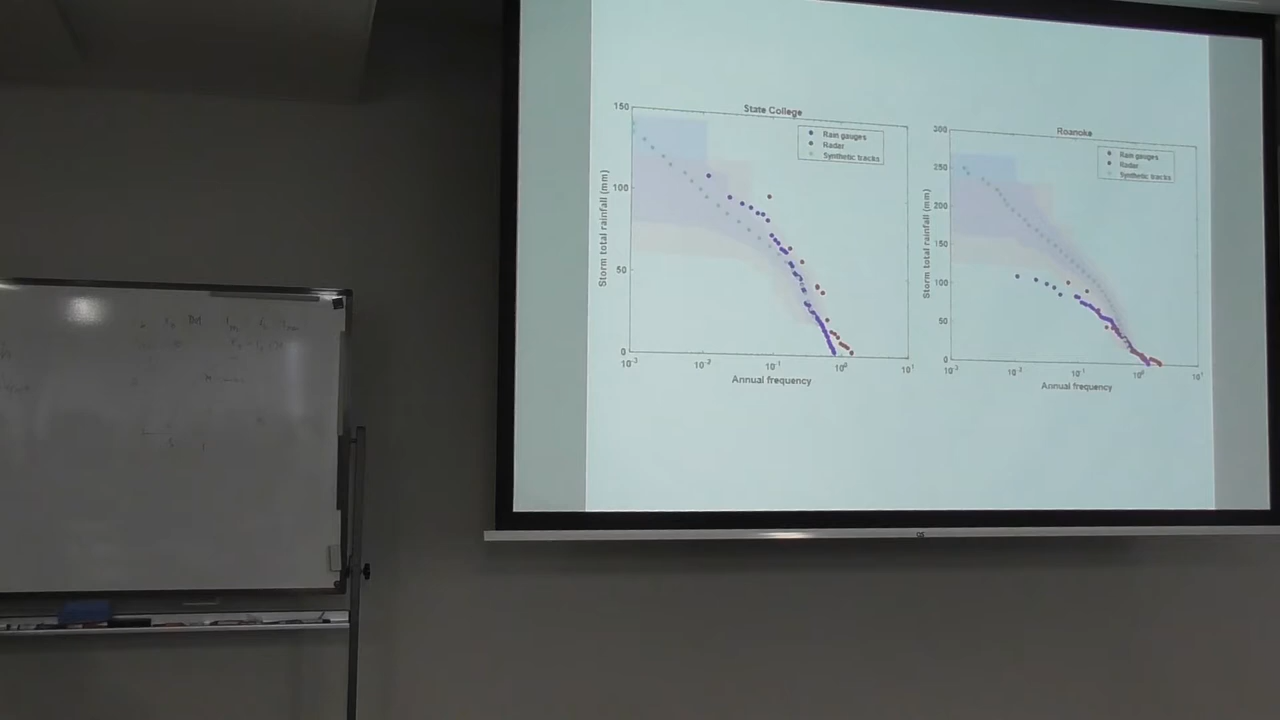 State College
Rain gauges
Radar
Synthetic tracks
150
100
50
0
Storm total rainfall (mm)
10-3
10-2
10-1
100
101
Annual frequency
Roanoke
Rain gauges
Radar
Synthetic tracks
300
250
200
150
100
50
0
Storm total rainfall (mm)
10-3
10-2
10-1
100
101
Annual frequency